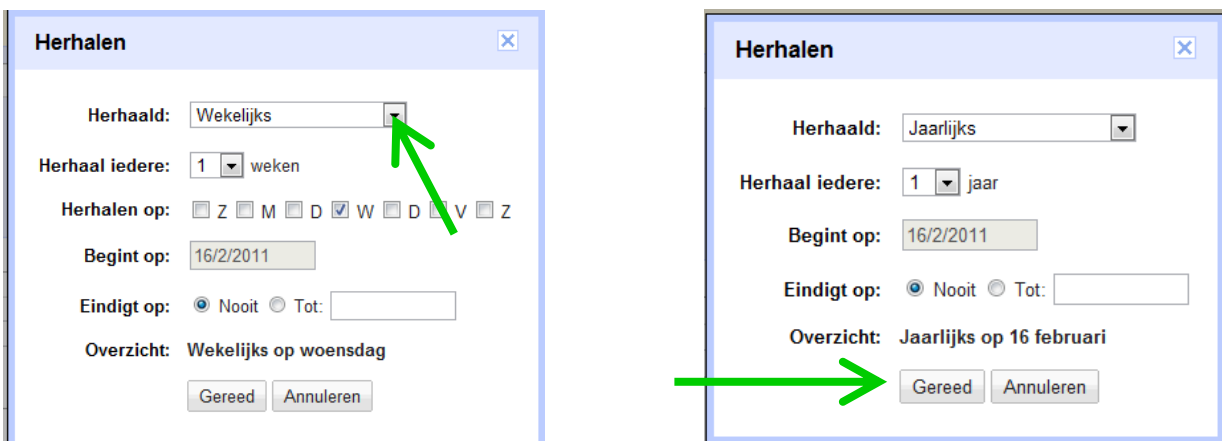 Herhalen
Herhaald: Wekelijks
Herhaal iedere: 1 weken
Herhalen op: Z M D W D V Z
Begint op: 16/2/2011
Eindigt op: Nooit Tot:
Overzicht: Wekelijks op woensdag
Gereed Annuleren
Herhalen
Herhaald: Jaarlijks
Herhaal iedere: 1 jaar
Begint op: 16/2/2011
Eindigt op: Nooit Tot:
Overzicht: Jaarlijks op 16 februari
Gereed Annuleren